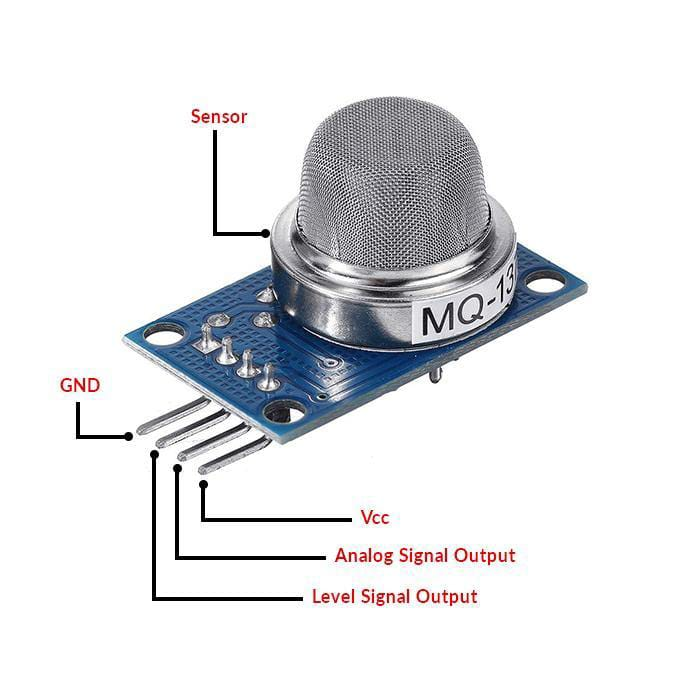 Sensor
MQ-13
GND
Vcc
Analog Signal Output
Level Signal Output